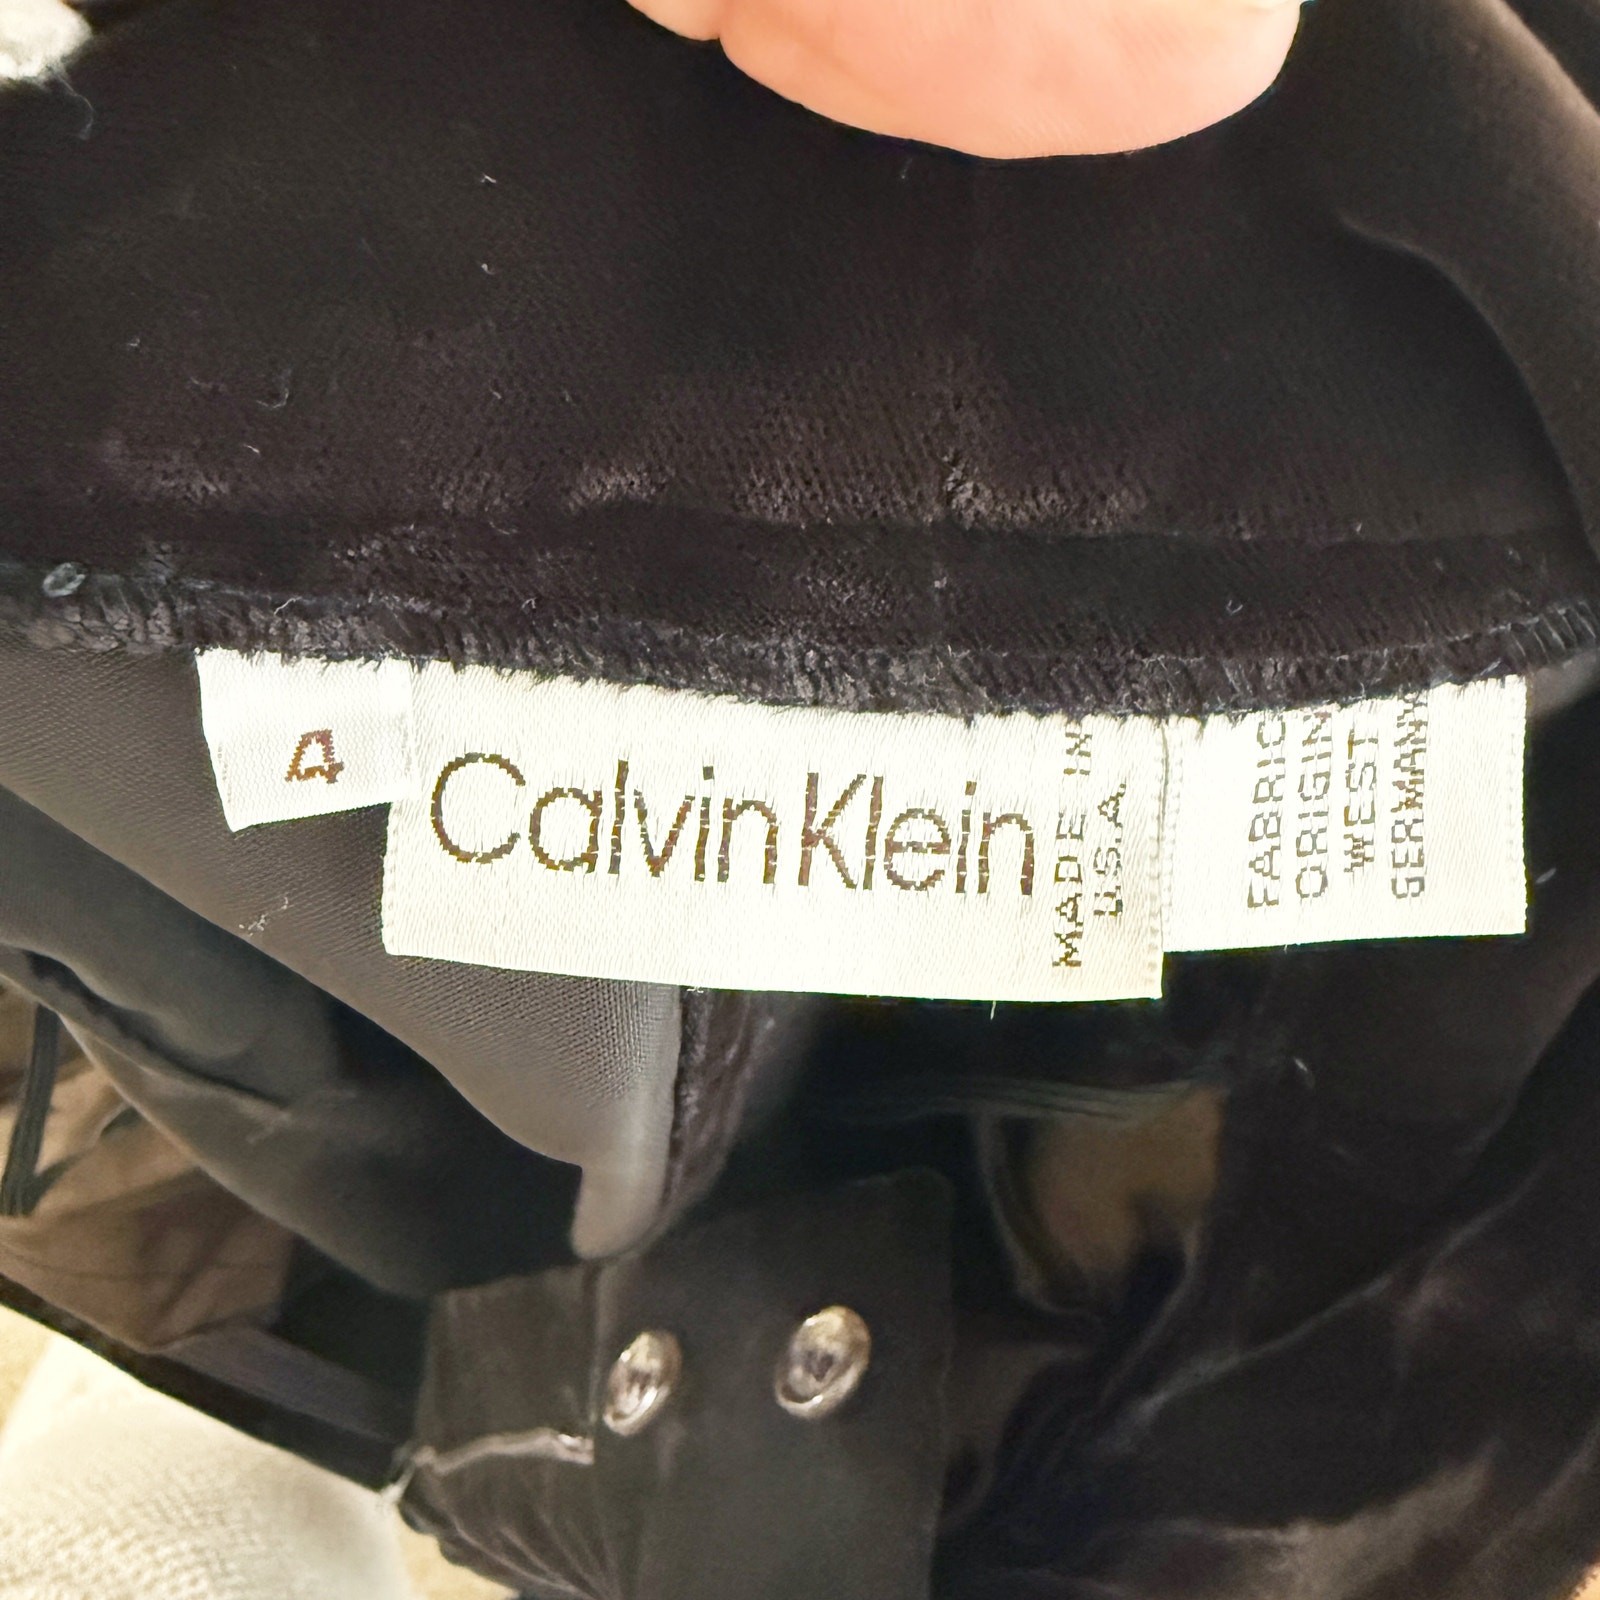 4
Calvin Klein
MADE IN
U.S.A.
FABRIC
ORIGIN
WEST
GERMANY